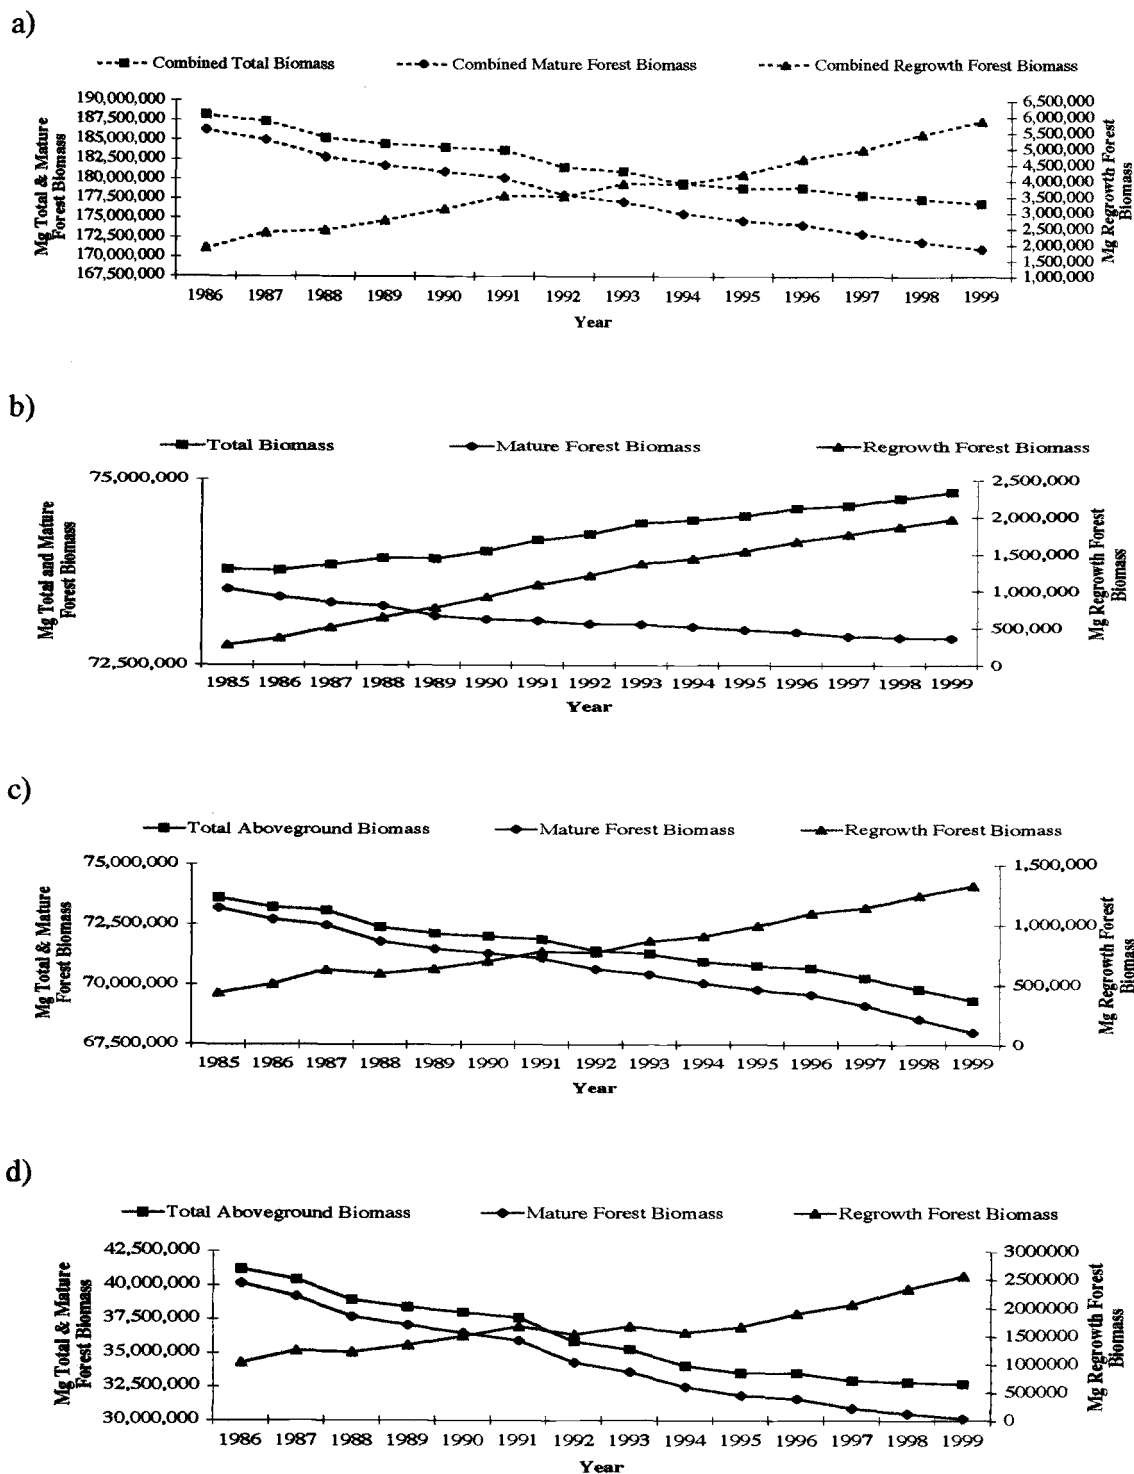 a)
Combined Total Biomass Combined Mature Forest Biomass Combined Regrowth Forest Biomass
190,000,000
187,500,000
185,000,000
182,500,000
180,000,000
177,500,000
175,000,000
172,500,000
170,000,000
167,500,000
Mg Total & Mature
Forest Biomass
6,500,000
6,000,000
5,500,000
5,000,000
4,500,000
4,000,000
3,500,000
3,000,000
2,500,000
2,000,000
1,500,000
1,000,000
Mg Regrowth Forest
Biomass
1986 1987 1988 1989 1990 1991 1992 1993 1994 1995 1996 1997 1998 1999
Year
b)
Total Biomass Mature Forest Biomass Regrowth Forest Biomass
75,000,000
72,500,000
Mg Total and Mature
Forest Biomass
2,500,000
2,000,000
1,500,000
1,000,000
500,000
0
Mg Regrowth Forest
Biomass
1985 1986 1987 1988 1989 1990 1991 1992 1993 1994 1995 1996 1997 1998 1999
Year
c)
Total Aboveground Biomass Mature Forest Biomass Regrowth Forest Biomass
75,000,000
72,500,000
70,000,000
67,500,000
Mg Total & Mature
Forest Biomass
1,500,000
1,000,000
500,000
0
Mg Regrowth Forest
Biomass
1985 1986 1987 1988 1989 1990 1991 1992 1993 1994 1995 1996 1997 1998 1999
Year
d)
Total Aboveground Biomass Mature Forest Biomass Regrowth Forest Biomass
42,500,000
40,000,000
37,500,000
35,000,000
32,500,000
30,000,000
Mg Total & Mature
Forest Biomass
3000000
2500000
2000000
1500000
1000000
500000
0
Mg Regrowth Forest
Biomass
1986 1987 1988 1989 1990 1991 1992 1993 1994 1995 1996 1997 1998 1999
Year